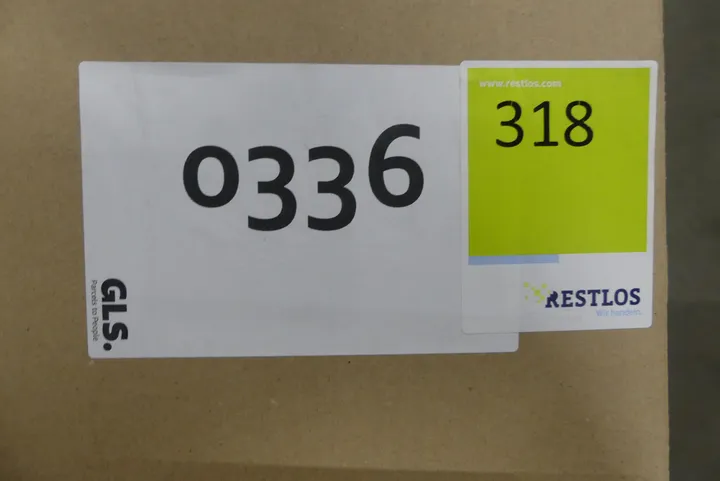 0336
GLS.
Parcels to People.
www.restlos.com
318
RESTLOS
Wir handeln.